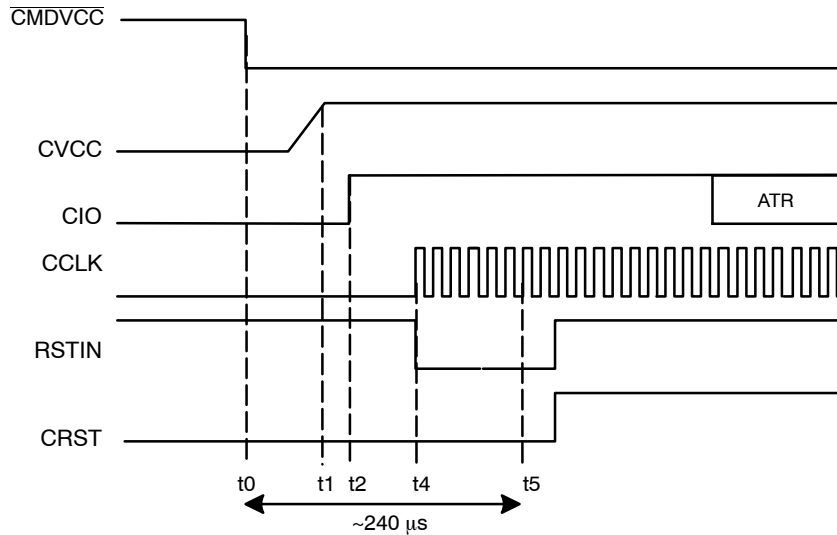 CMDVCC
CVCC
CIO
ATR
CCLK
RSTIN
CRST
t0 t1 t2 t4 t5
~240 μs